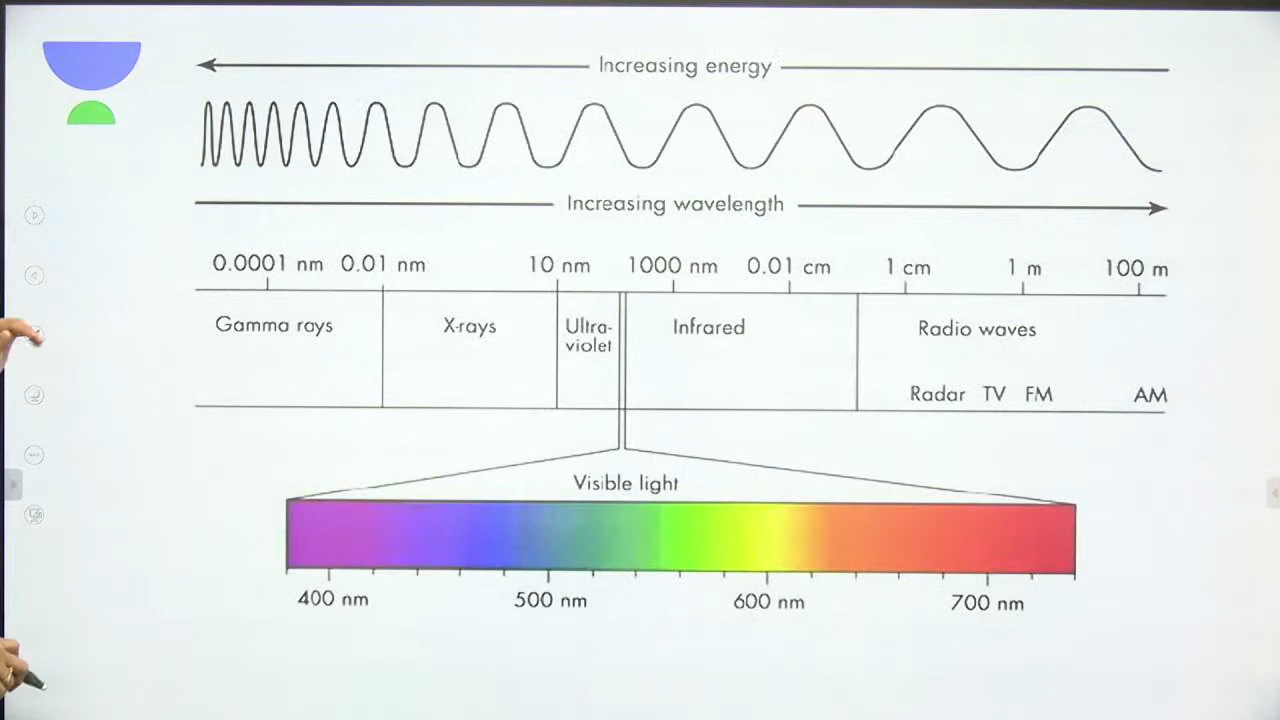 Increasing energy
Increasing wavelength
0.0001 nm 0.01 nm 10 nm 1000 nm 0.01 cm 1 cm 1 m 100 m
Gamma rays X-rays Ultra-violet Infrared Radio waves
Radar TV FM AM
Visible light
400 nm 500 nm 600 nm 700 nm